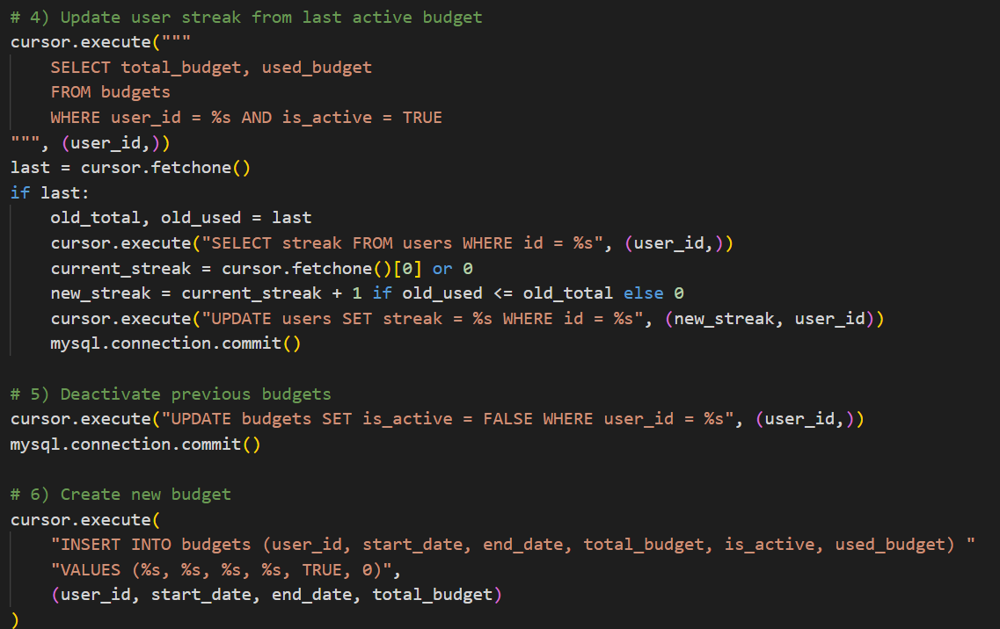 # 4) Update user streak from last active budget
cursor.execute("""
    SELECT total_budget, used_budget
    FROM budgets
    WHERE user_id = %s AND is_active = TRUE
""", (user_id,))
last = cursor.fetchone()
if last:
    old_total, old_used = last
    cursor.execute("SELECT streak FROM users WHERE id = %s", (user_id,))
    current_streak = cursor.fetchone()[0] or 0
    new_streak = current_streak + 1 if old_used <= old_total else 0
    cursor.execute("UPDATE users SET streak = %s WHERE id = %s", (new_streak, user_id))
    mysql.connection.commit()

# 5) Deactivate previous budgets
cursor.execute("UPDATE budgets SET is_active = FALSE WHERE user_id = %s", (user_id,))
mysql.connection.commit()

# 6) Create new budget
cursor.execute(
    "INSERT INTO budgets (user_id, start_date, end_date, total_budget, is_active, used_budget) "
    "VALUES (%s, %s, %s, %s, TRUE, 0)",
    (user_id, start_date, end_date, total_budget)
)